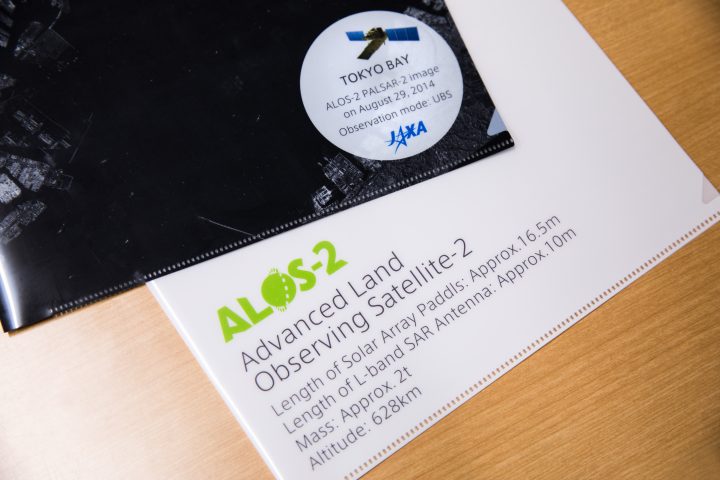 TOKYO BAY
ALOS-2 PALSAR-2 image
on August 29, 2014
Observation mode: UBS
JAXA
ALOS-2
Advanced Land
Observing Satellite-2
Length of Solar Array Paddls: Approx.16.5m
Length of L-band SAR Antenna: Approx.10m
Mass: Approx. 2t
Altitude: 628km